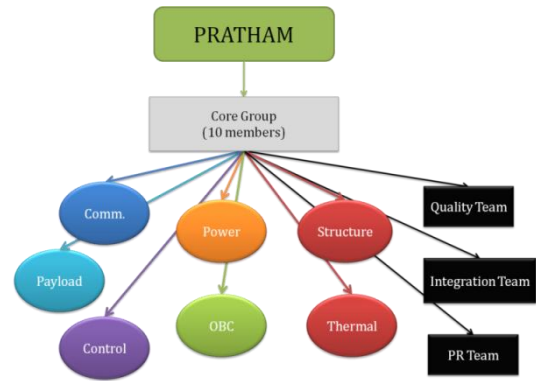 PRATHAM
Core Group
(10 members)
Comm.
Power
Structure
Quality Team
Payload
Integration Team
OBC
Thermal
Control
PR Team